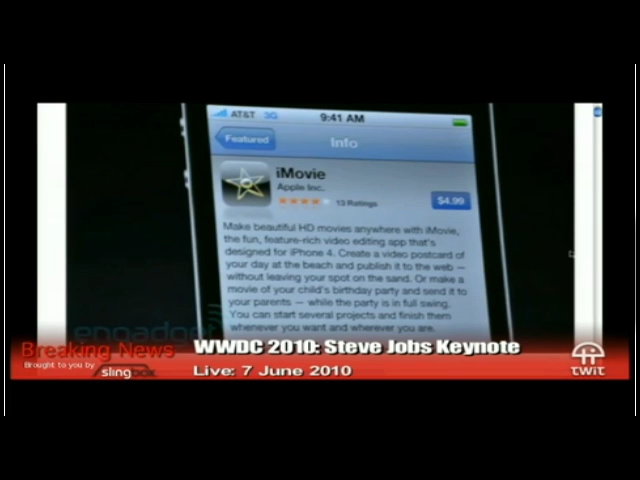 AT&T 3G 9:41 AM
Featured Info
iMovie
Apple Inc.
13 Ratings
$4.99
Make beautiful HD movies anywhere with iMovie,
the fun, feature-rich video editing app that's
designed for iPhone 4. Create a video postcard of
your day at the beach and publish it to the web —
without leaving your spot on the sand. Or make a
movie of your child's birthday party and send it to
your parents — while the party is in full swing.
You can start several projects and finish them
whenever you want and wherever you are.
engadget
Breaking News
WWDC 2010: Steve Jobs Keynote
Brought to you by slingbox
Live: 7 June 2010
TWiT